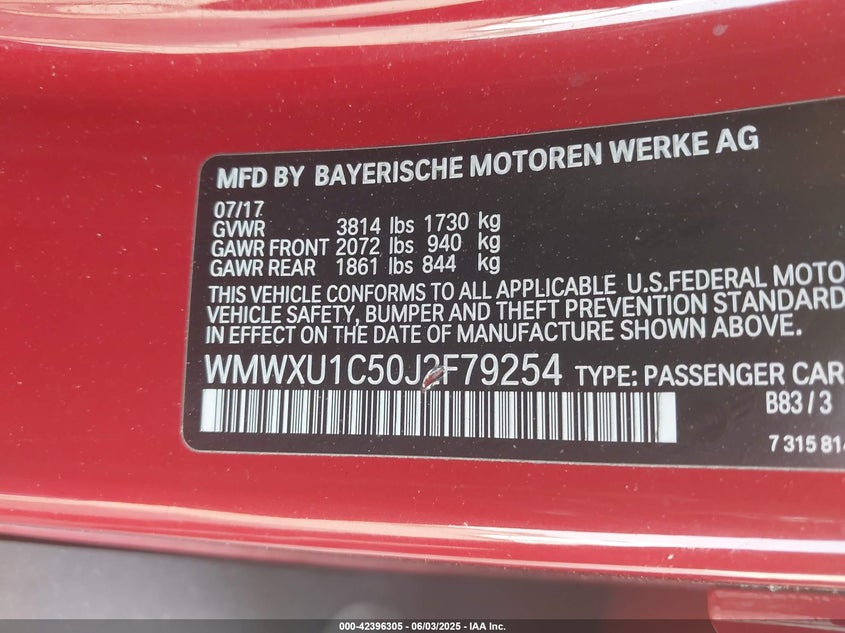 MFD BY BAYERISCHE MOTOREN WERKE AG
07/17
GVWR 3814 lbs 1730 kg
GAWR FRONT 2072 lbs 940 kg
GAWR REAR 1861 lbs 844 kg
THIS VEHICLE CONFORMS TO ALL APPLICABLE U.S.FEDERAL MOTO
VEHICLE SAFETY, BUMPER AND THEFT PREVENTION STANDARD
IN EFFECT ON THE DATE OF MANUFACTURE SHOWN ABOVE.
WMWXU1C50J2F79254 TYPE: PASSENGER CAR
B83 / 3
7 315 814
000-42396305 - 06/03/2025 - IAA Inc.